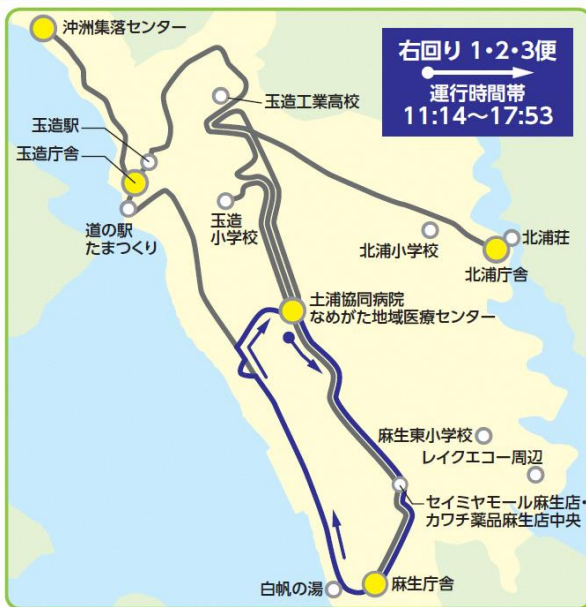 沖洲集落センター
右回り 1・2・3便
運行時間帯
11:14～17:53
玉造工業高校
玉造駅
玉造庁舎
道の駅
たまつくり
玉造
小学校
北浦小学校
北浦荘
北浦庁舎
土浦協同病院
なめがた地域医療センター
麻生東小学校
レイクエコー周辺
セイミヤモール麻生店・
カワチ薬品麻生店中央
白帆の湯
麻生庁舎